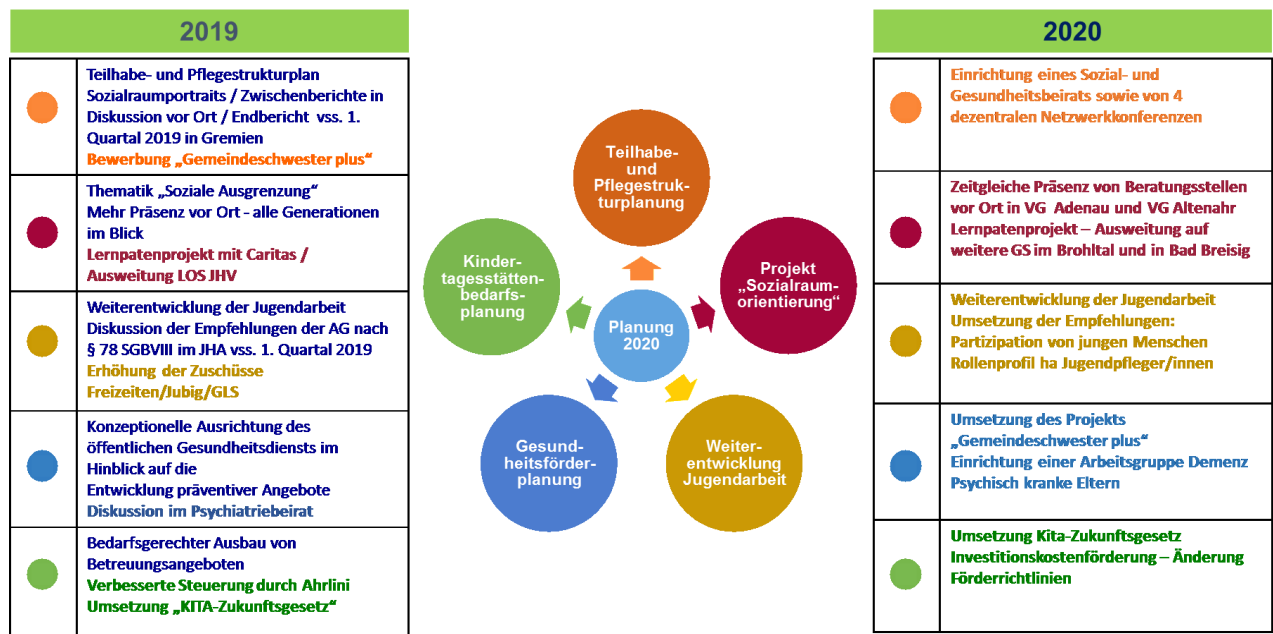 2019
Teilhabe- und Pflegestrukturplan
Sozialraumportraits / Zwischenberichte in
Diskussion vor Ort / Endbericht vss. 1.
Quartal 2019 in Gremien
Bewerbung „Gemeindeschwester plus“
Thematik „Soziale Ausgrenzung“
Mehr Präsenz vor Ort - alle Generationen
im Blick
Lernpatenprojekt mit Caritas /
Ausweitung LOS JHV
Weiterentwicklung der Jugendarbeit
Diskussion der Empfehlungen der AG nach
§ 78 SGBVIII im JHA vss. 1. Quartal 2019
Erhöhung der Zuschüsse
Freizeiten/Jubig/GLS
Konzeptionelle Ausrichtung des
öffentlichen Gesundheitsdiensts im
Hinblick auf die
Entwicklung präventiver Angebote
Diskussion im Psychiatriebeirat
Bedarfsgerechter Ausbau von
Betreuungsangeboten
Verbesserte Steuerung durch Ahrlini
Umsetzung „KITA-Zukunftsgesetz“
Teilhabe-
und
Pflegestruk-
turplanung
Kinder-
tagesstätten-
bedarfs-
planung
Projekt
„Sozialraum-
orientierung“
Planung
2020
Gesund-
heitsförder-
planung
Weiter-
entwicklung
Jugendarbeit
2020
Einrichtung eines Sozial- und
Gesundheitsbeirats sowie von 4
dezentralen Netzwerkkonferenzen
Zeitgleiche Präsenz von Beratungsstellen
vor Ort in VG Adenau und VG Altenahr
Lernpatenprojekt – Ausweitung auf
weitere GS im Brohltal und in Bad Breisig
Weiterentwicklung der Jugendarbeit
Umsetzung der Empfehlungen:
Partizipation von jungen Menschen
Rollenprofil ha Jugendpfleger/innen
Umsetzung des Projekts
„Gemeindeschwester plus“
Einrichtung einer Arbeitsgruppe Demenz
Psychisch kranke Eltern
Umsetzung Kita-Zukunftsgesetz
Investitionskostenförderung – Änderung
Förderrichtlinien